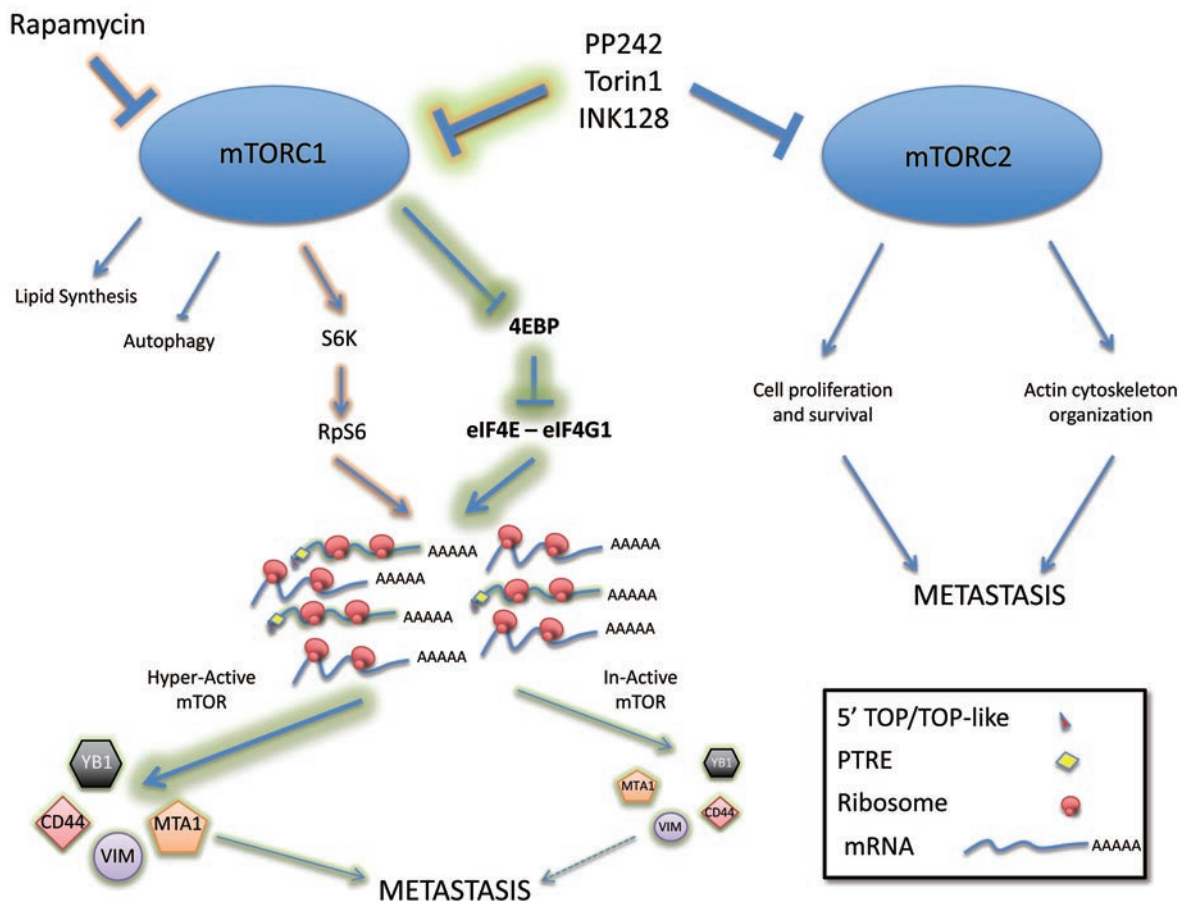 Rapamycin
PP242
Torin1
INK128
mTORC1
mTORC2
Lipid Synthesis
Autophagy
S6K
4EBP
RpS6
eIF4E – eIF4G1
Cell proliferation
and survival
Actin cytoskeleton
organization
METASTASIS
AAAAA
AAAAA
AAAAA
AAAAA
AAAAA
AAAAA
AAAAA
AAAAA
Hyper-Active
mTOR
In-Active
mTOR
YB1
CD44
MTA1
VIM
YB1
MTA1
CD44
VIM
METASTASIS
5' TOP/TOP-like
PTRE
Ribosome
mRNA
AAAAA